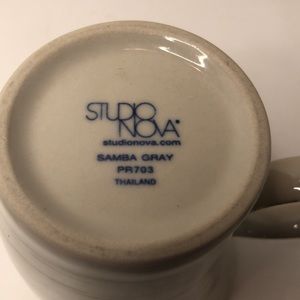 STUDIO
NOVA®
studionova.com
SAMBA GRAY
PR703
THAILAND